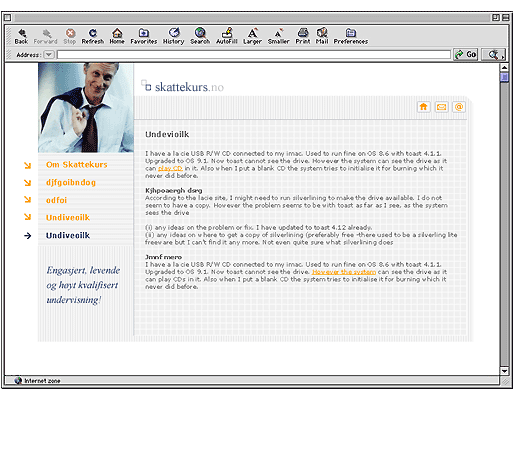 Back Forward Stop Refresh Home Favorites History Search AutoFill Larger Smaller Print Mail Preferences
Address: Go
skattekurs.no
Om Skattekurs
djfgoibndog
odfoi
Undiveoilk
Undiveoilk
Engasjert, levende
og høyt kvalifisert
undervisning!
Undevioilk
I have a la cie USB R/W CD connected to my imac. Used to run fine on OS 8.6 with toast 4.1.1.
Upgraded to OS 9.1. Now toast cannot see the drive. However the system can see the drive as it
can play CD in it. Also when I put a blank CD the system tries to initialise it for burning which it
never did before.
Kjhpoaergh dsrg
According to the lacie site, I might need to run silverlining to make the drive available. I do not
seem to have a copy. However the problem seems to be with toast as far as I see, as the system
sees the drive
(i) any ideas on the problem or fix. I have updated to toast 4.12 already.
(ii) any ideas on where to get a copy of silverlining (preferably free -there used to be a silverling lite
freeware but I can't find it any more. Not even quite sure what silverlining does
Jmnf mero
I have a la cie USB R/W CD connected to my imac. Used to run fine on OS 8.6 with toast 4.1.1.
Upgraded to OS 9.1. Now toast cannot see the drive. However the system can see the drive as it
can play CDs in it. Also when I put a blank CD the system tries to initialise it for burning which it
never did before.
Internet zone